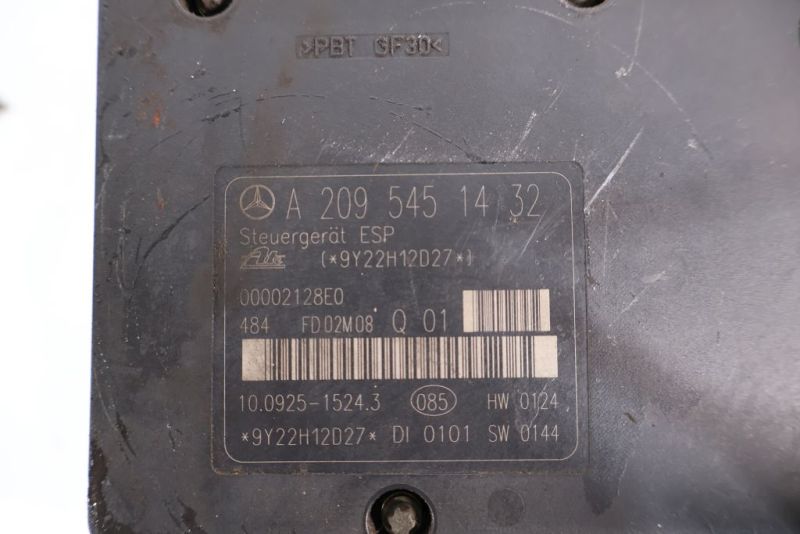 >PBT GF30<
A 209 545 14 32
Steuergerät ESP
Ate (*9Y22H12D27*)
00002128E0
484 FD02M08 Q 01
10.0925-1524.3 085 HW 0124
*9Y22H12D27* DI 0101 SW 0144